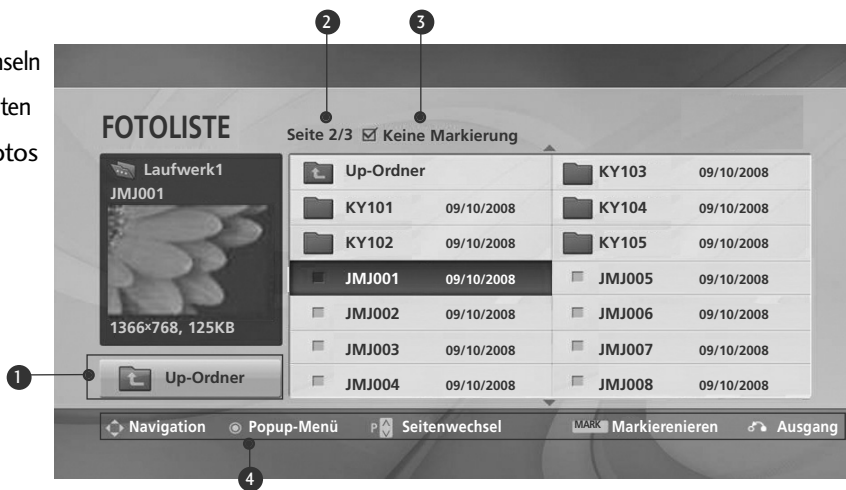 2 3
nseln
ten
otos
FOTOLISTE
Seite 2/3 Keine Markierung
Laufwerk1
JMJ001
1366×768, 125KB
Up-Ordner
KY101 09/10/2008
KY102 09/10/2008
JMJ001 09/10/2008
JMJ002 09/10/2008
JMJ003 09/10/2008
JMJ004 09/10/2008
KY103 09/10/2008
KY104 09/10/2008
KY105 09/10/2008
JMJ005 09/10/2008
JMJ006 09/10/2008
JMJ007 09/10/2008
JMJ008 09/10/2008
1
Up-Ordner
Navigation Popup-Menü P Seitenwechsel MARK Markierenieren Ausgang
4